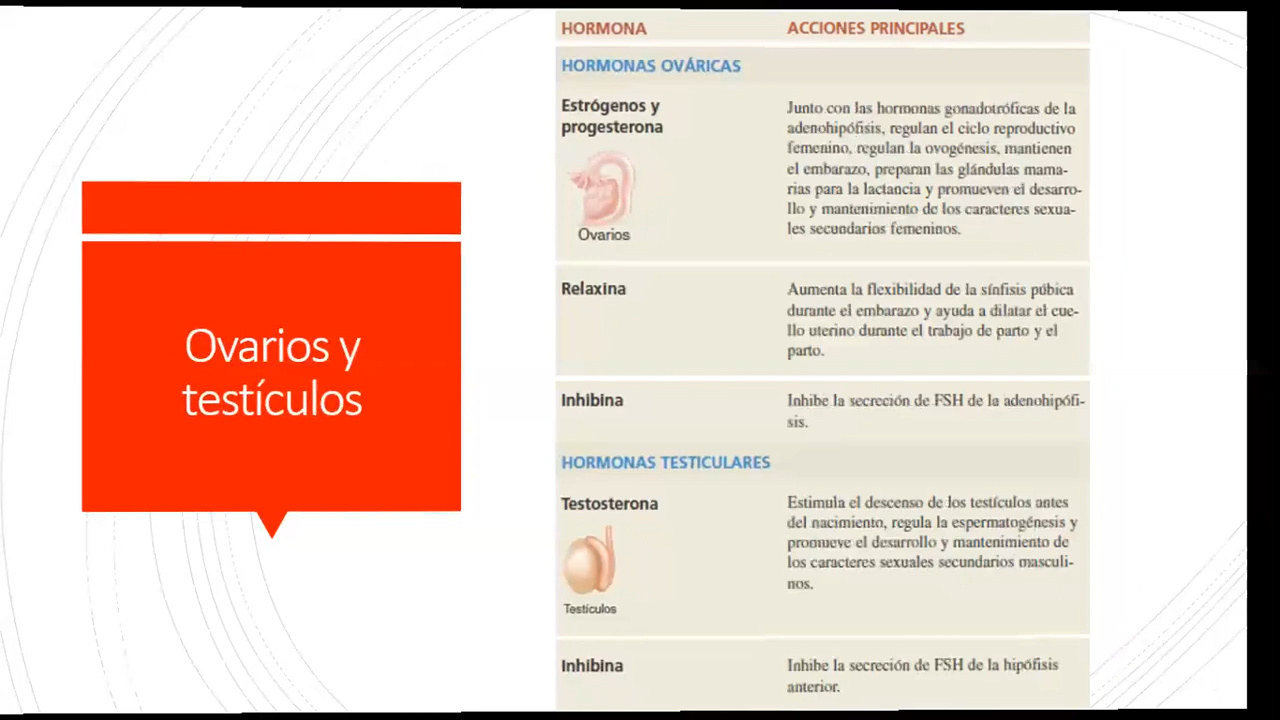 Ovarios y
testículos
HORMONA ACCIONES PRINCIPALES
HORMONAS OVÁRICAS
Estrógenos y
progesterona
Ovarios
Junto con las hormonas gonadotróficas de la
adenohipófisis, regulan el ciclo reproductivo
femenino, regulan la ovogénesis, mantienen
el embarazo, preparan las glándulas mama-
rias para la lactancia y promueven el desarro-
llo y mantenimiento de los caracteres sexua-
les secundarios femeninos.
Relaxina
Aumenta la flexibilidad de la sínfisis púbica
durante el embarazo y ayuda a dilatar el cue-
llo uterino durante el trabajo de parto y el
parto.
Inhibina
Inhibe la secreción de FSH de la adenohipófi-
sis.
HORMONAS TESTICULARES
Testosterona
Testículos
Estimula el descenso de los testículos antes
del nacimiento, regula la espermatogénesis y
promueve el desarrollo y mantenimiento de
los caracteres sexuales secundarios masculi-
nos.
Inhibina
Inhibe la secreción de FSH de la hipófisis
anterior.